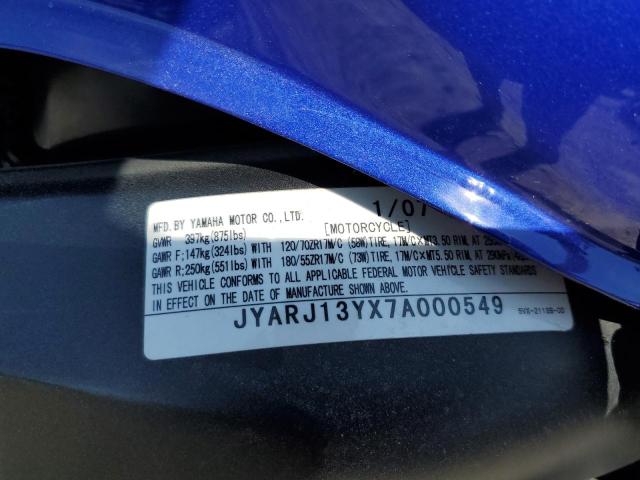 MFD. BY YAMAHA MOTOR CO., LTD. 1/07
GVWR 397kg(875lbs) [MOTORCYCLE]
GAWR F;147kg(324lbs) WITH 120/70ZR17M/C (58W)TIRE, 17M/C×MT3.50 RIM, AT
GAWR R;250kg(551lbs) WITH 180/55ZR17M/C (73W)TIRE, 17M/C×MT5.50 RIM, AT 290kPa
THIS VEHICLE CONFORMS TO ALL APPLICABLE FEDERAL MOTOR VEHICLE SAFETY STANDARDS
IN EFFECT ON THE DATE OF MANUFACTURE SHOWN ABOVE.
JYARJ13YX7A000549